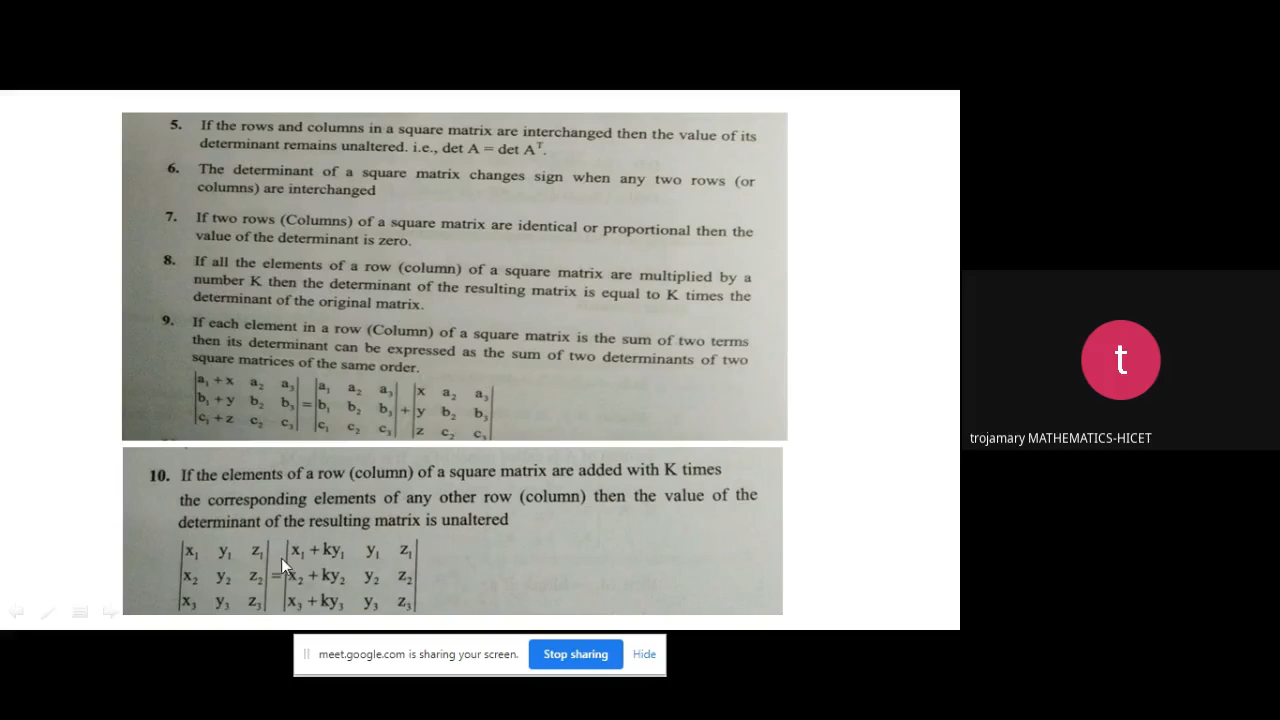 5. If the rows and columns in a square matrix are interchanged then the value of its
determinant remains unaltered. i.e., det A = det Aᵀ.
6. The determinant of a square matrix changes sign when any two rows (or
columns) are interchanged
7. If two rows (Columns) of a square matrix are identical or proportional then the
value of the determinant is zero.
8. If all the elements of a row (column) of a square matrix are multiplied by a
number K then the determinant of the resulting matrix is equal to K times the
determinant of the original matrix.
9. If each element in a row (Column) of a square matrix is the sum of two terms
then its determinant can be expressed as the sum of two determinants of two
square matrices of the same order.
|a₁ + x a₂ a₃| |a₁ a₂ a₃| |x a₂ a₃|
|b₁ + y b₂ b₃| = |b₁ b₂ b₃| + |y b₂ b₃|
|c₁ + z c₂ c₃| |c₁ c₂ c₃| |z c₂ c₃|
10. If the elements of a row (column) of a square matrix are added with K times
the corresponding elements of any other row (column) then the value of the
determinant of the resulting matrix is unaltered
|x₁ y₁ z₁| |x₁ + ky₁ y₁ z₁|
|x₂ y₂ z₂| = |x₂ + ky₂ y₂ z₂|
|x₃ y₃ z₃| |x₃ + ky₃ y₃ z₃|
t
trojamary MATHEMATICS-HICET
meet.google.com is sharing your screen. Stop sharing Hide